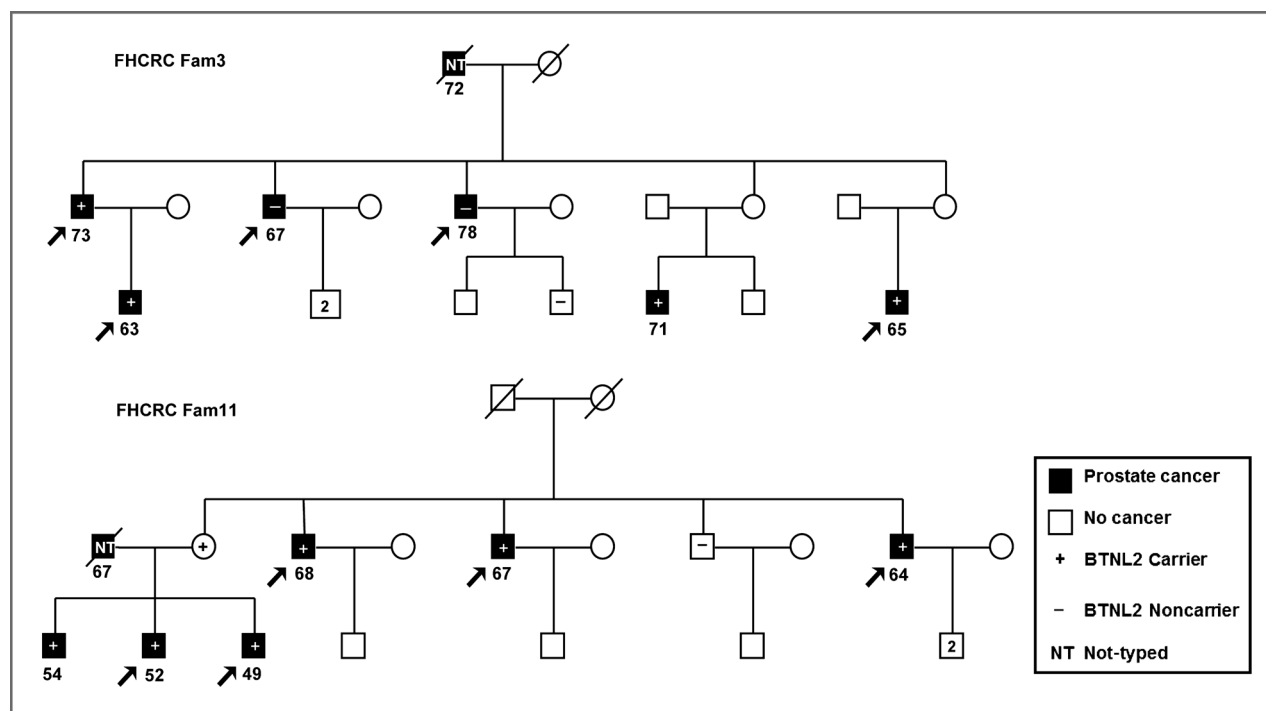 FHCRC Fam3
NT
72
+ − −
73 67 78
+ 2 − + +
63 71 65
FHCRC Fam11
NT + + + − +
67 68 67 64
+ + + 2
54 52 49
Prostate cancer
No cancer
+ BTNL2 Carrier
− BTNL2 Noncarrier
NT Not-typed